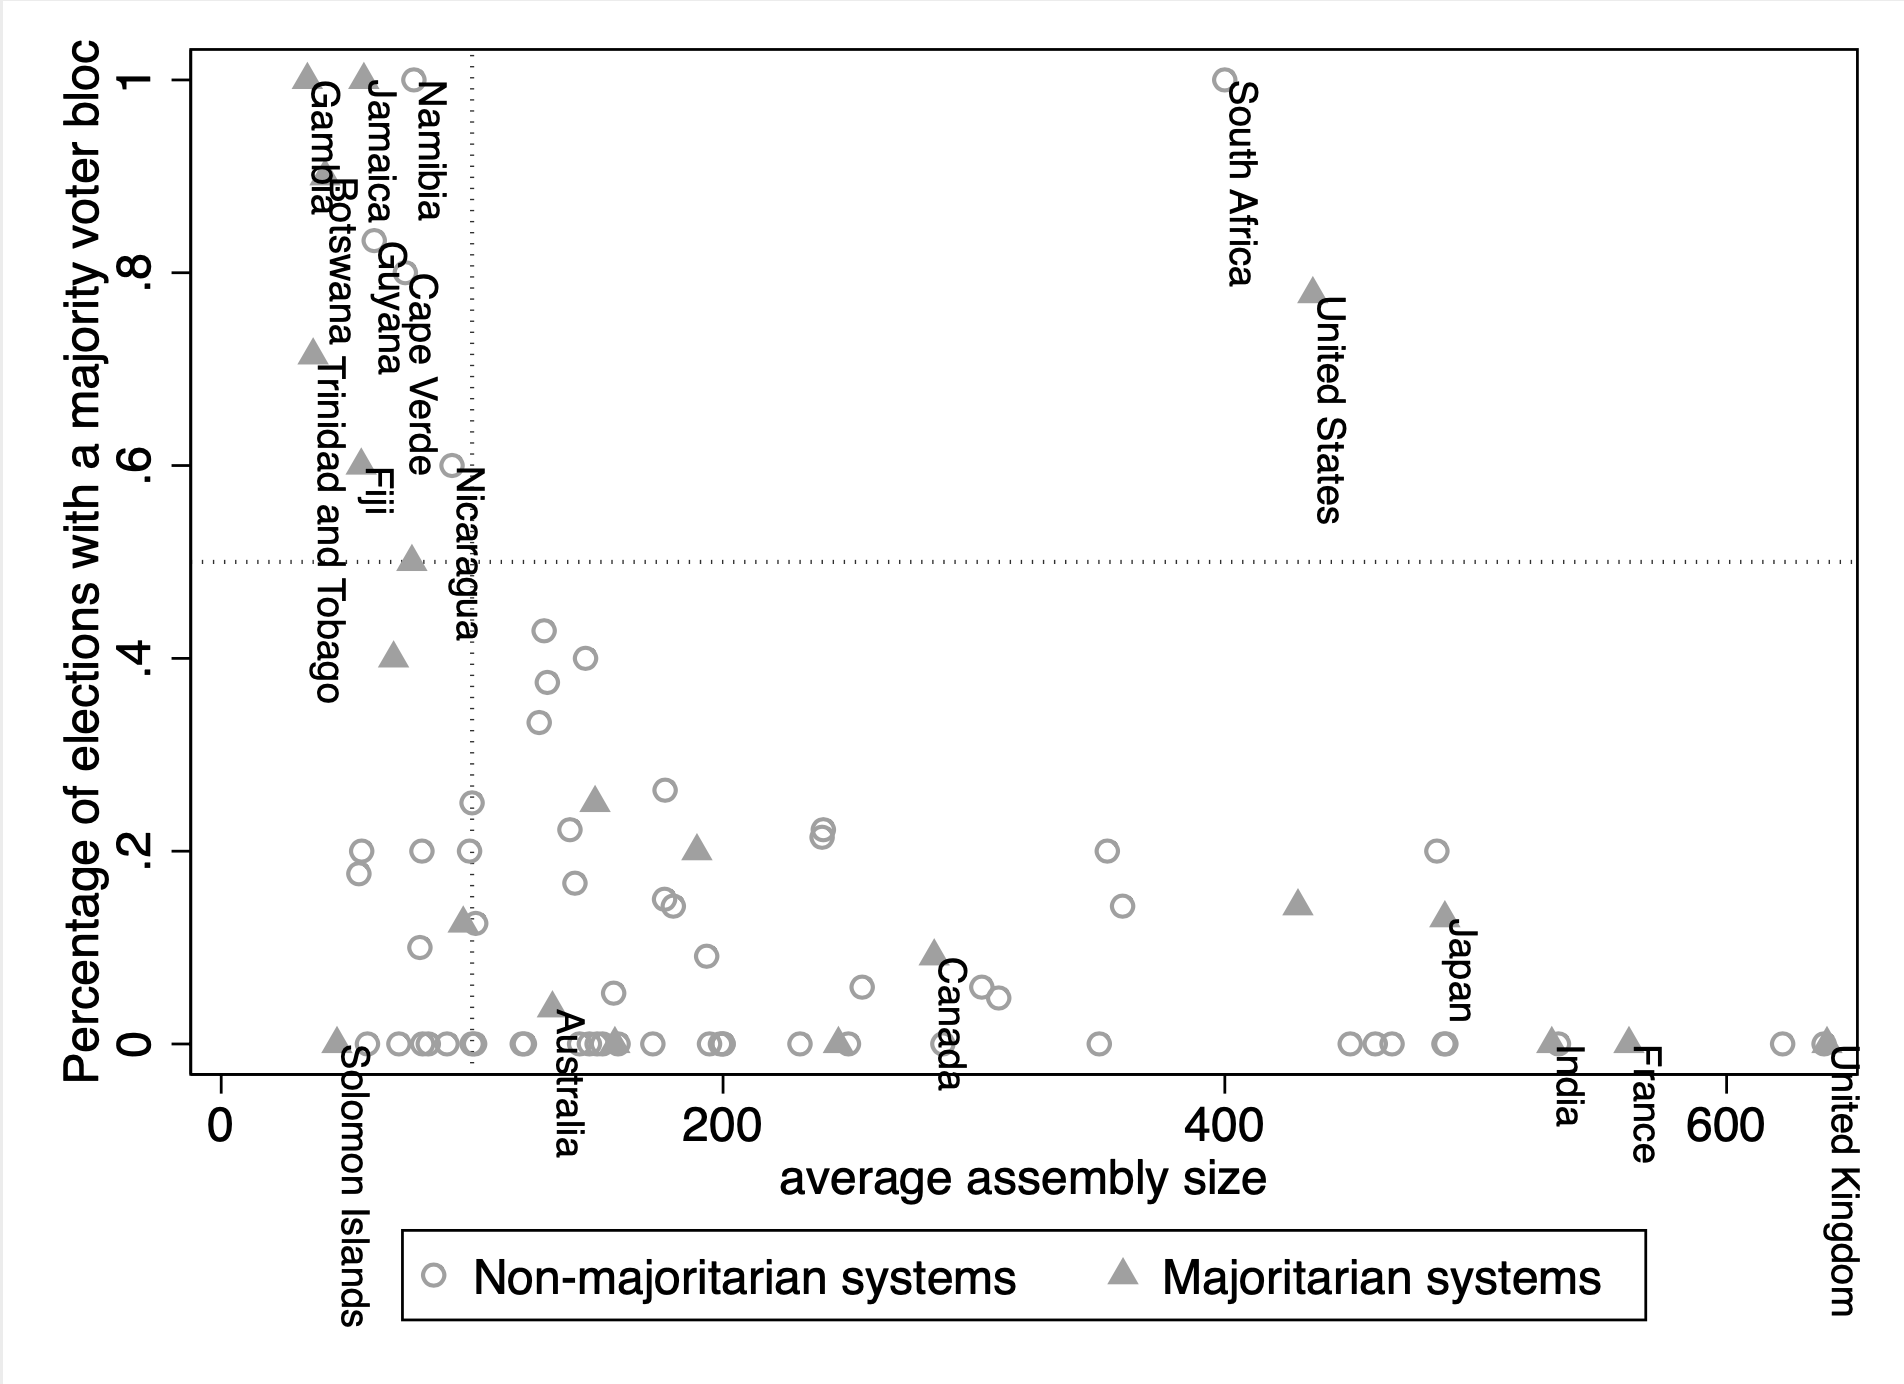 Percentage of elections with a majority voter bloc
1
.8
.6
.4
.2
0
Gambia
Jamaica
Namibia
South Africa
Botswana
Guyana
Cape Verde
United States
Trinidad and Tobago
Fiji
Nicaragua
Japan
Canada
Australia
Solomon Islands
India
France
United Kingdom
0 200 400 600
average assembly size
Non-majoritarian systems Majoritarian systems